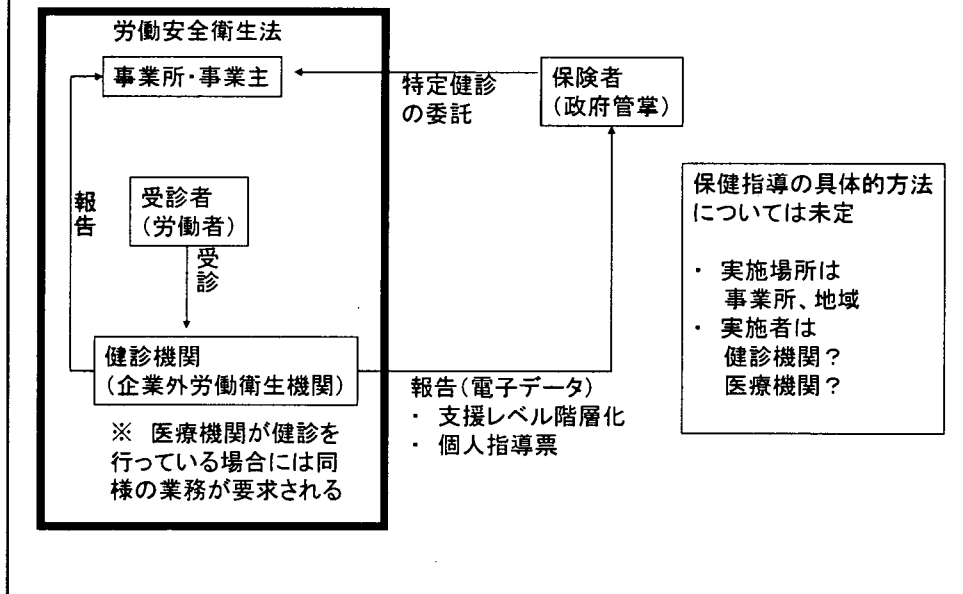 労働安全衛生法
事業所・事業主
特定健診
の委託
保険者
（政府管掌）
報告
受診者
（労働者）
受診
健診機関
（企業外労働衛生機関）
※ 医療機関が健診を
行っている場合には同
様の業務が要求される
報告（電子データ）
・ 支援レベル階層化
・ 個人指導票
保健指導の具体的方法
については未定
・ 実施場所は
事業所、地域
・ 実施者は
健診機関？
医療機関？